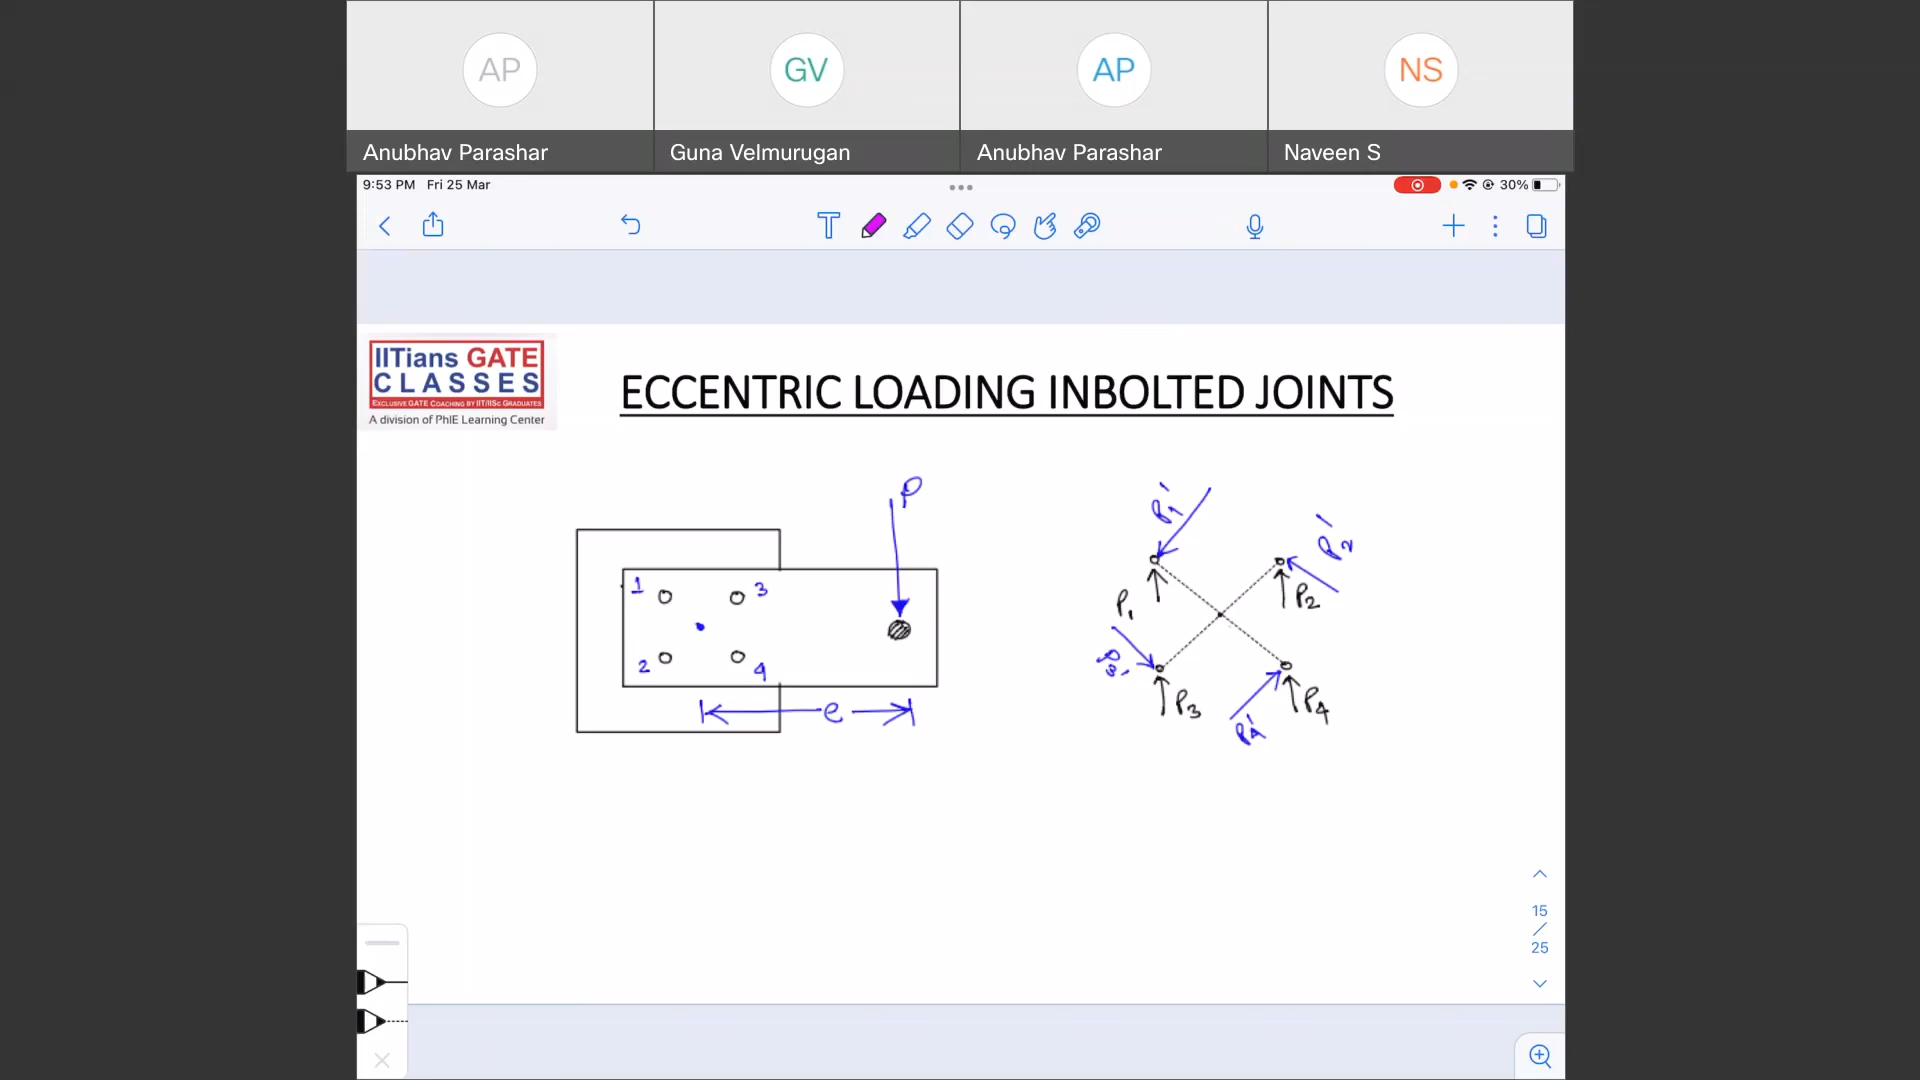 AP
GV
AP
NS
Anubhav Parashar
Guna Velmurugan
Anubhav Parashar
Naveen S
9:53 PM Fri 25 Mar
30%
IITians GATE
CLASSES
EXCLUSIVE GATE COACHING BY IIT/IISc GRADUATES
A division of PhIE Learning Center
ECCENTRIC LOADING INBOLTED JOINTS
P
1
3
2
4
e
P1'
P2'
P1
P2
P3'
P3
P4
P4'
15
/
25